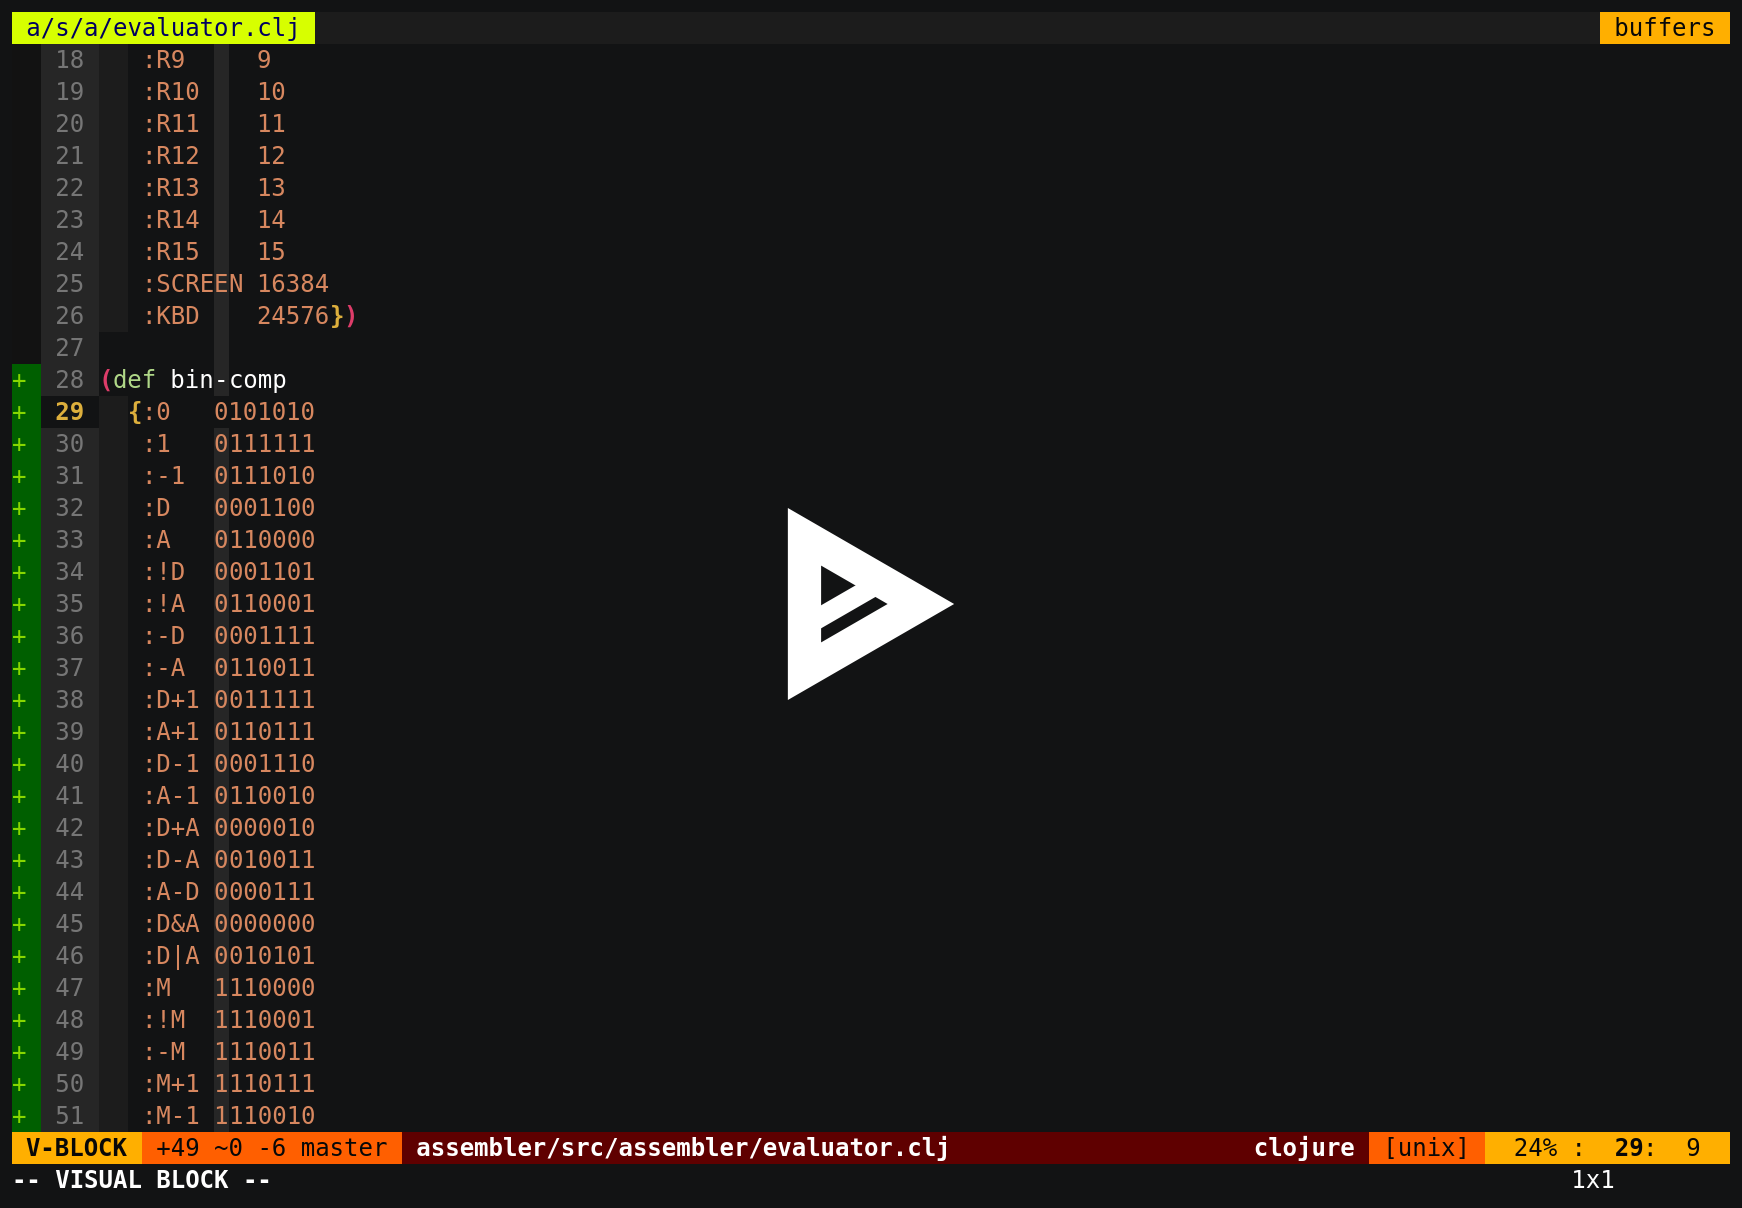 a/s/a/evaluator.clj buffers
18 :R9 9
19 :R10 10
20 :R11 11
21 :R12 12
22 :R13 13
23 :R14 14
24 :R15 15
25 :SCREEN 16384
26 :KBD 24576})
27
+ 28 (def bin-comp
+ 29 {:0 0101010
+ 30 :1 0111111
+ 31 :-1 0111010
+ 32 :D 0001100
+ 33 :A 0110000
+ 34 :!D 0001101
+ 35 :!A 0110001
+ 36 :-D 0001111
+ 37 :-A 0110011
+ 38 :D+1 0011111
+ 39 :A+1 0110111
+ 40 :D-1 0001110
+ 41 :A-1 0110010
+ 42 :D+A 0000010
+ 43 :D-A 0010011
+ 44 :A-D 0000111
+ 45 :D&A 0000000
+ 46 :D|A 0010101
+ 47 :M 1110000
+ 48 :!M 1110001
+ 49 :-M 1110011
+ 50 :M+1 1110111
+ 51 :M-1 1110010
V-BLOCK +49 ~0 -6 master assembler/src/assembler/evaluator.clj clojure [unix] 24% : 29: 9
-- VISUAL BLOCK -- 1x1